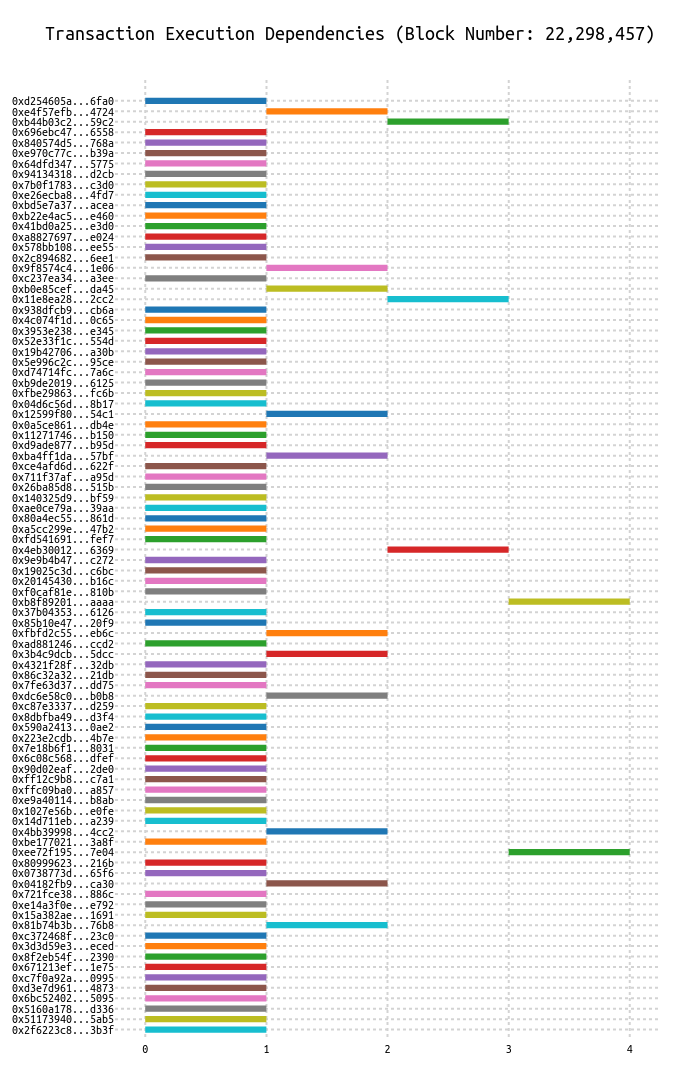 Transaction Execution Dependencies (Block Number: 22,298,457)
0xd254605a...6fa0
0xe4f57efb...4724
0xb44b03c2...59c2
0x696ebc47...6558
0x840574d5...768a
0xe970c77c...b39a
0x64dfd347...5775
0x94134318...d2cb
0x7b0f1783...c3d0
0xe26ecba8...4fd7
0xbd5e7a37...acea
0xb22e4ac5...e460
0x41bd0a25...e3d0
0xa8827697...e024
0x578bb108...ee55
0x2c894682...6ee1
0x9f8574c4...1e06
0xc237ea34...a3ee
0xb0e85cef...da45
0x11e8ea28...2cc2
0x938dfcb9...cb6a
0x4c074f1d...0c65
0x3953e238...e345
0x52e33f1c...554d
0x19b42706...a30b
0x5e996c2c...95ce
0xd74714fc...7a6c
0xb9de2019...6125
0xfbe29863...fc6b
0x04d6c56d...8b17
0x12599f80...54c1
0x0a5ce861...db4e
0x11271746...b150
0xd9ade877...b95d
0xba4ff1da...57bf
0xce4afd6d...622f
0x711f37af...a95d
0x26ba85d8...515b
0x140325d9...bf59
0xae0ce79a...39aa
0x80a4ec55...861d
0xa5cc299e...47b2
0xfd541691...fef7
0x4eb30012...6369
0x9e9b4b47...c272
0x19025c3d...c6bc
0x20145430...b16c
0xf0caf81e...810b
0xb8f89201...aaaa
0x37b04353...6126
0x85b10e47...20f9
0xfbfd2c55...eb6c
0xad881246...ccd2
0x3b4c9dcb...5dcc
0x4321f28f...32db
0x86c32a32...21db
0x7fe63d37...dd75
0xdc6e58c0...b0b8
0xc87e3337...d259
0x8dbfba49...d3f4
0x590a2413...0ae2
0x223e2cdb...4b7e
0x7e18b6f1...8031
0x6c08c568...dfef
0x90d02eaf...2de0
0xff12c9b8...c7a1
0xffc09ba0...a857
0xe9a40114...b8ab
0x1027e56b...e0fe
0x14d711eb...a239
0x4bb39998...4cc2
0xbe177021...3a8f
0xee72f195...7e04
0x80999623...216b
0x0738773d...65f6
0x04182fb9...ca30
0x721fce38...886c
0xe14a3f0e...e792
0x15a382ae...1691
0x81b74b3b...76b8
0xc372468f...23c0
0x3d3d59e3...eced
0x8f2eb54f...2390
0x671213ef...1e75
0xc7f0a92a...0995
0xd3e7d961...4873
0x6bc52402...5095
0x5160a178...d336
0x51173940...5ab5
0x2f6223c8...3b3f
0 1 2 3 4